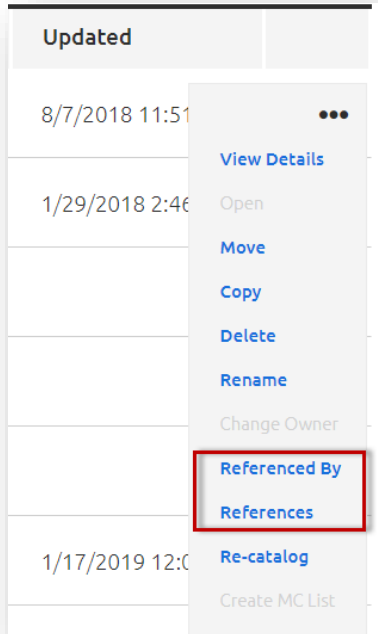 Updated
8/7/2018 11:51
•••
View Details
1/29/2018 2:46
Open
Move
Copy
Delete
Rename
Change Owner
Referenced By
References
1/17/2019 12:0
Re-catalog
Create MC List